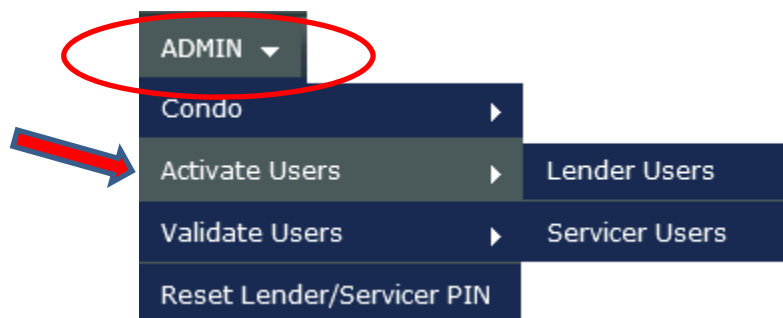 ADMIN
Condo
Activate Users
Lender Users
Validate Users
Servicer Users
Reset Lender/Servicer PIN